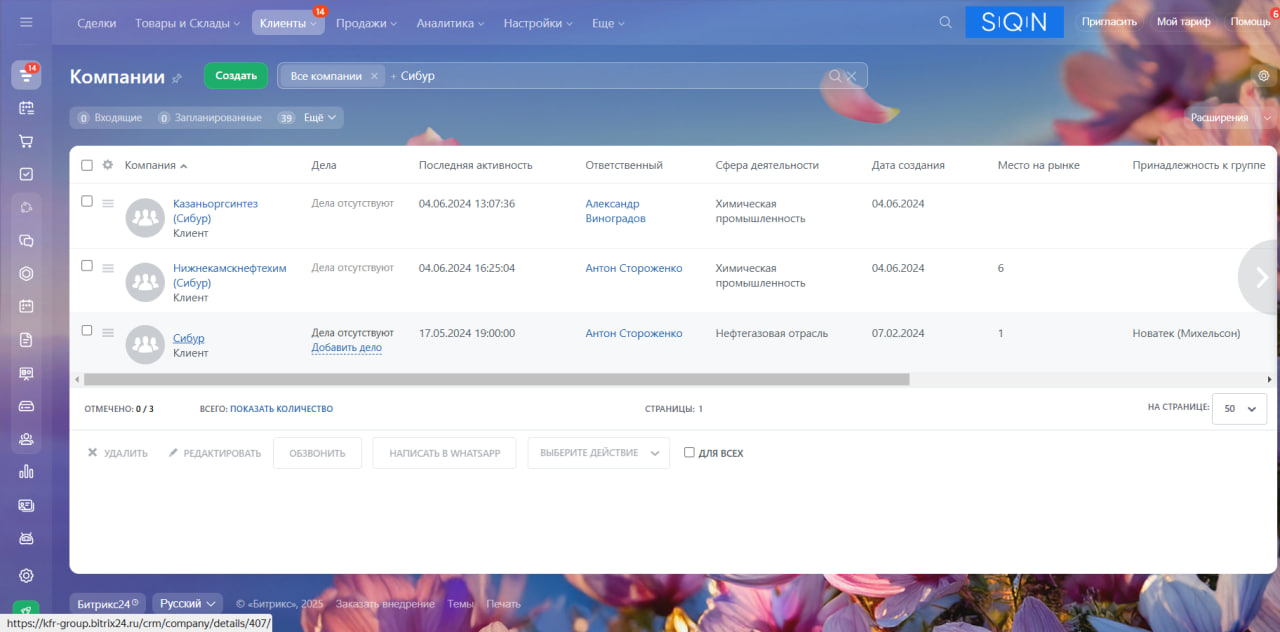 Сделки Товары и Склады Клиенты 14 Продажи Аналитика Настройки Еще SIQIN Пригласить Мой тариф Помощь 6
14
Компании Создать Все компании × + Сибур
0 Входящие 0 Запланированные 39 Ещё Расширения
Компания Дела Последняя активность Ответственный Сфера деятельности Дата создания Место на рынке Принадлежность к группе
Казаньоргсинтез Дела отсутствуют 04.06.2024 13:07:36 Александр Химическая 04.06.2024
(Сибур) Виноградов промышленность
Клиент
Нижнекамскнефтехим Дела отсутствуют 04.06.2024 16:25:04 Антон Стороженко Химическая 04.06.2024 6
(Сибур) промышленность
Клиент
Сибур Дела отсутствуют 17.05.2024 19:00:00 Антон Стороженко Нефтегазовая отрасль 07.02.2024 1 Новатек (Михельсон)
Клиент Добавить дело
ОТМЕЧЕНО: 0 / 3 ВСЕГО: ПОКАЗАТЬ КОЛИЧЕСТВО СТРАНИЦЫ: 1 НА СТРАНИЦЕ: 50
УДАЛИТЬ РЕДАКТИРОВАТЬ ОБЗВОНИТЬ НАПИСАТЬ В WHATSAPP ВЫБЕРИТЕ ДЕЙСТВИЕ ДЛЯ ВСЕХ
Битрикс24 Русский © «Битрикс», 2025 Заказать внедрение Темы Печать
https://kfr-group.bitrix24.ru/crm/company/details/407/